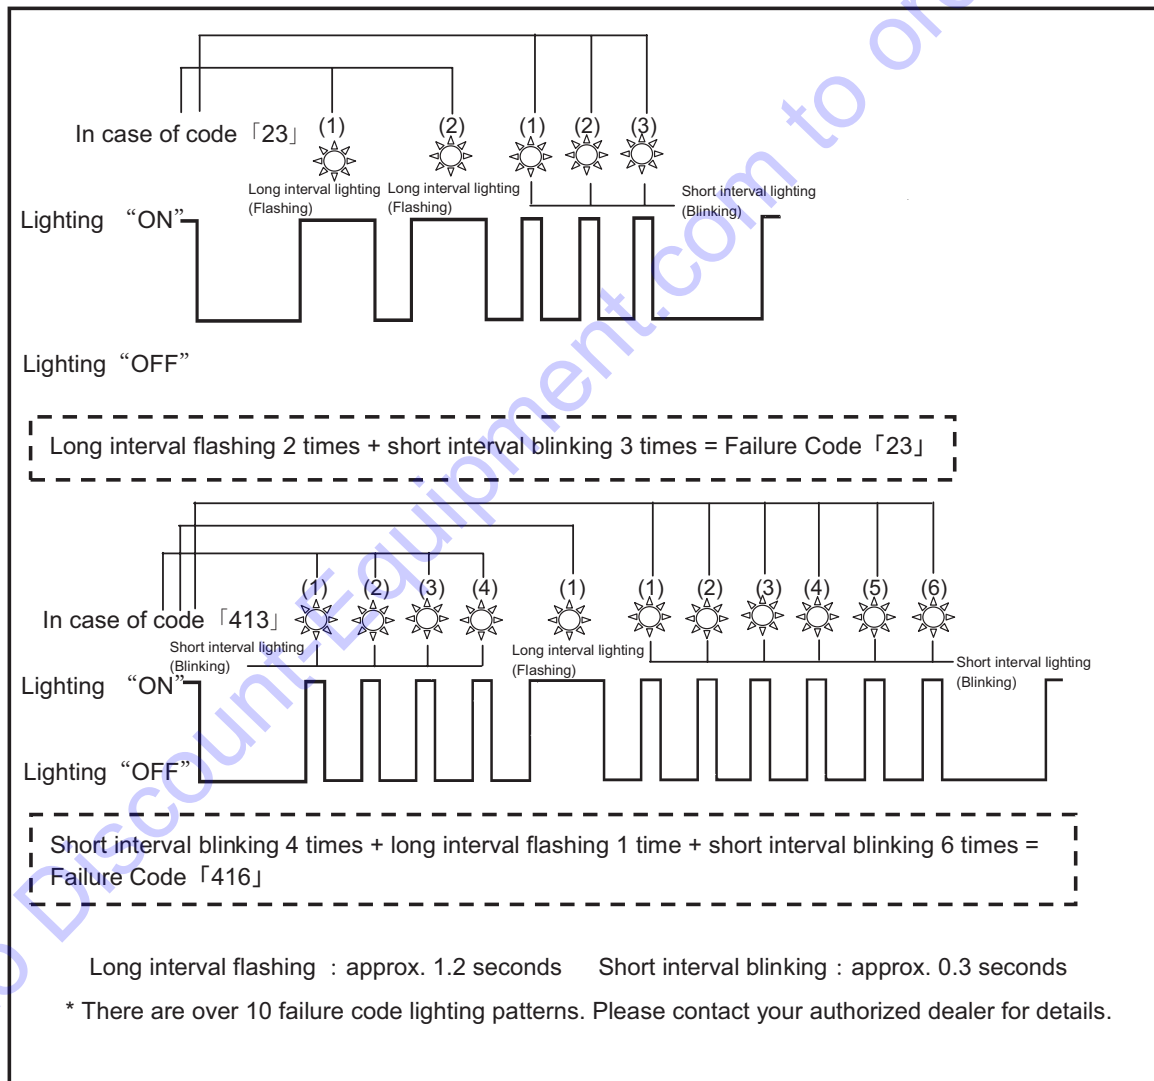 (1) (2) (1) (2) (3)
In case of code「23」
Long interval lighting Long interval lighting Short interval lighting
(Flashing) (Flashing) (Blinking)
Lighting “ON”
Lighting “OFF”
Long interval flashing 2 times + short interval blinking 3 times = Failure Code「23」
(1) (2) (3) (4) (1) (1) (2) (3) (4) (5) (6)
In case of code「413」
Short interval lighting Long interval lighting Short interval lighting
(Blinking) (Flashing) (Blinking)
Lighting “ON”
Lighting “OFF”
Short interval blinking 4 times + long interval flashing 1 time + short interval blinking 6 times =
Failure Code「416」
Long interval flashing : approx. 1.2 seconds Short interval blinking : approx. 0.3 seconds
* There are over 10 failure code lighting patterns. Please contact your authorized dealer for details.
o Discount-Equipment.com to or